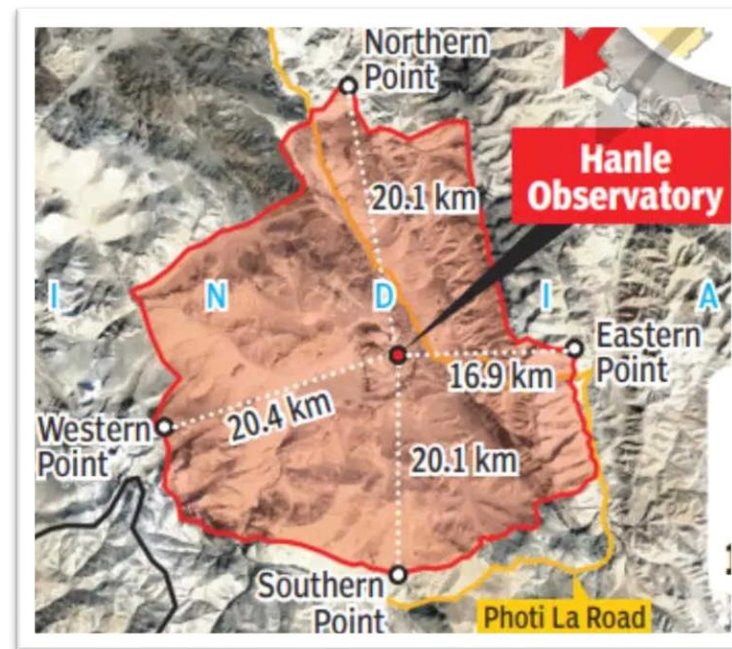 Northern
Point
Hanle
Observatory
20.1 km
I N D I A
Eastern
Point
16.9 km
20.4 km
Western
Point
20.1 km
Southern
Point
Photi La Road